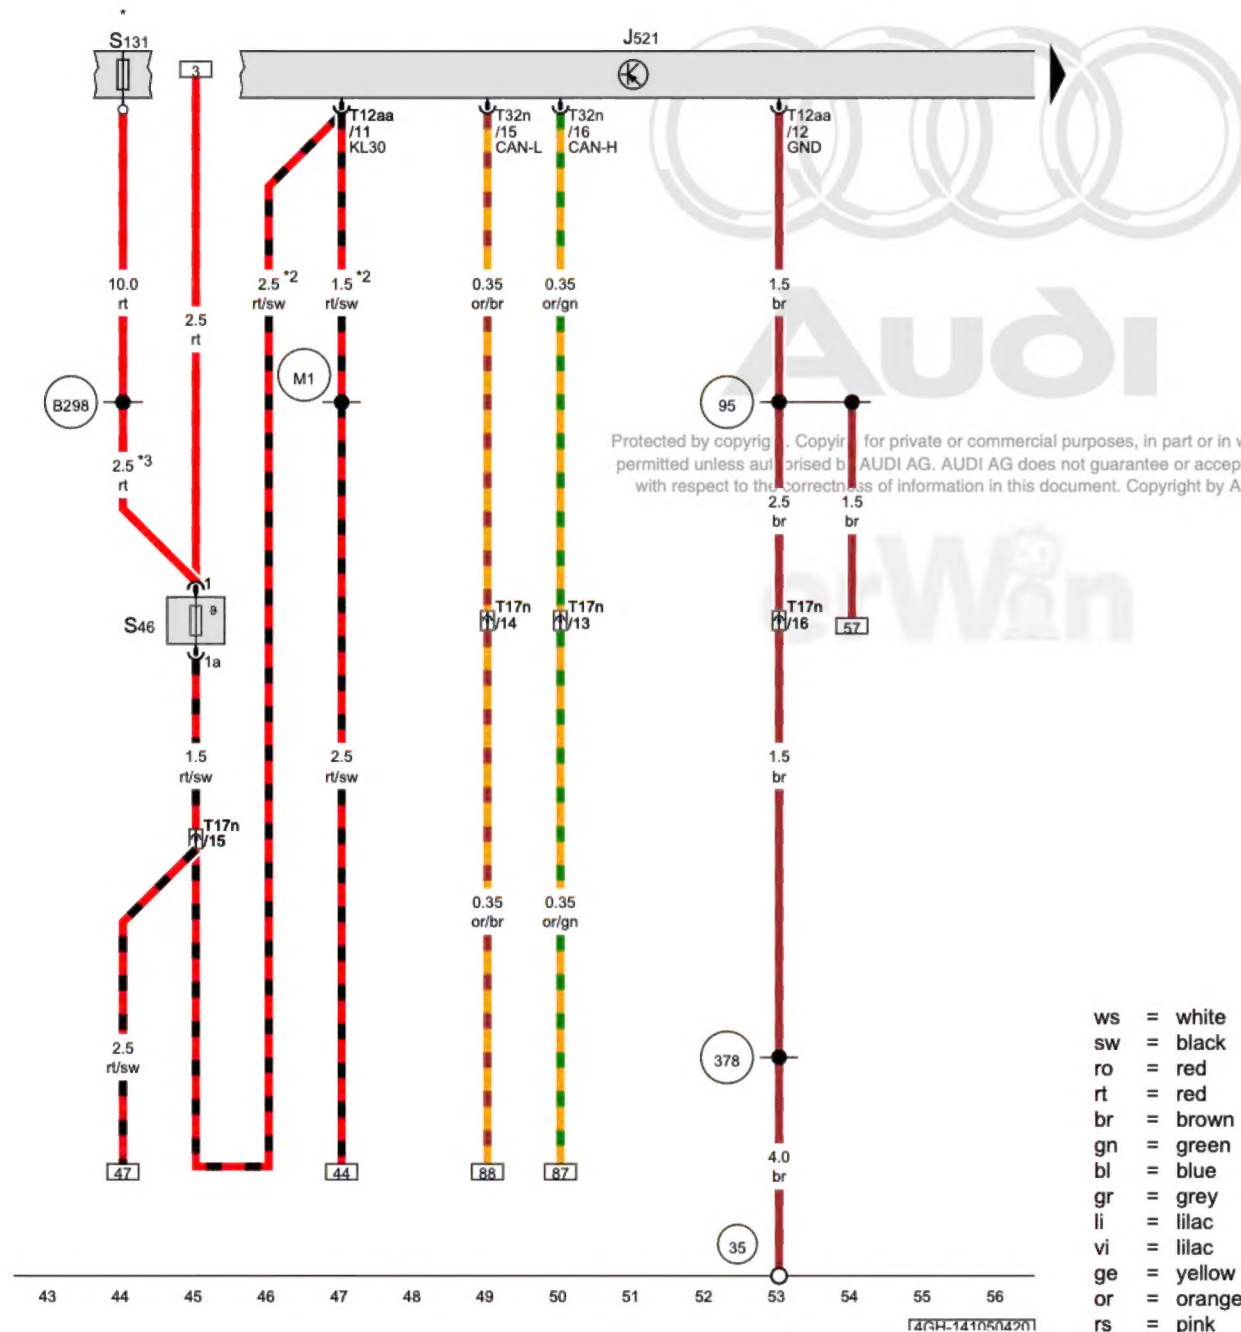 *
S131
3
J521
T12aa
/11
KL30
T32n
/15
CAN-L
T32n
/16
CAN-H
T12aa
/12
GND
10.0
rt
2.5
rt
2.5 *2
rt/sw
1.5 *2
rt/sw
0.35
or/br
0.35
or/gn
1.5
br
Audi
B298
M1
95
Protected by copyrig . Copyir for private or commercial purposes, in part or in w
permitted unless aut orised b AUDI AG. AUDI AG does not guarantee or accep
with respect to the correctness of information in this document. Copyright by A
2.5 *3
rt
2.5
br
1.5
br
erWin
1
S46
9
1a
T17n
/14
T17n
/13
T17n
/16
57
1.5
rt/sw
2.5
rt/sw
1.5
br
T17n
/15
0.35
or/br
0.35
or/gn
2.5
rt/sw
378
4.0
br
47
44
88
87
35
43 44 45 46 47 48 49 50 51 52 53 54 55 56
4GH-141050420
ws = white
sw = black
ro = red
rt = red
br = brown
gn = green
bl = blue
gr = grey
li = lilac
vi = lilac
ge = yellow
or = orange
rs = pink